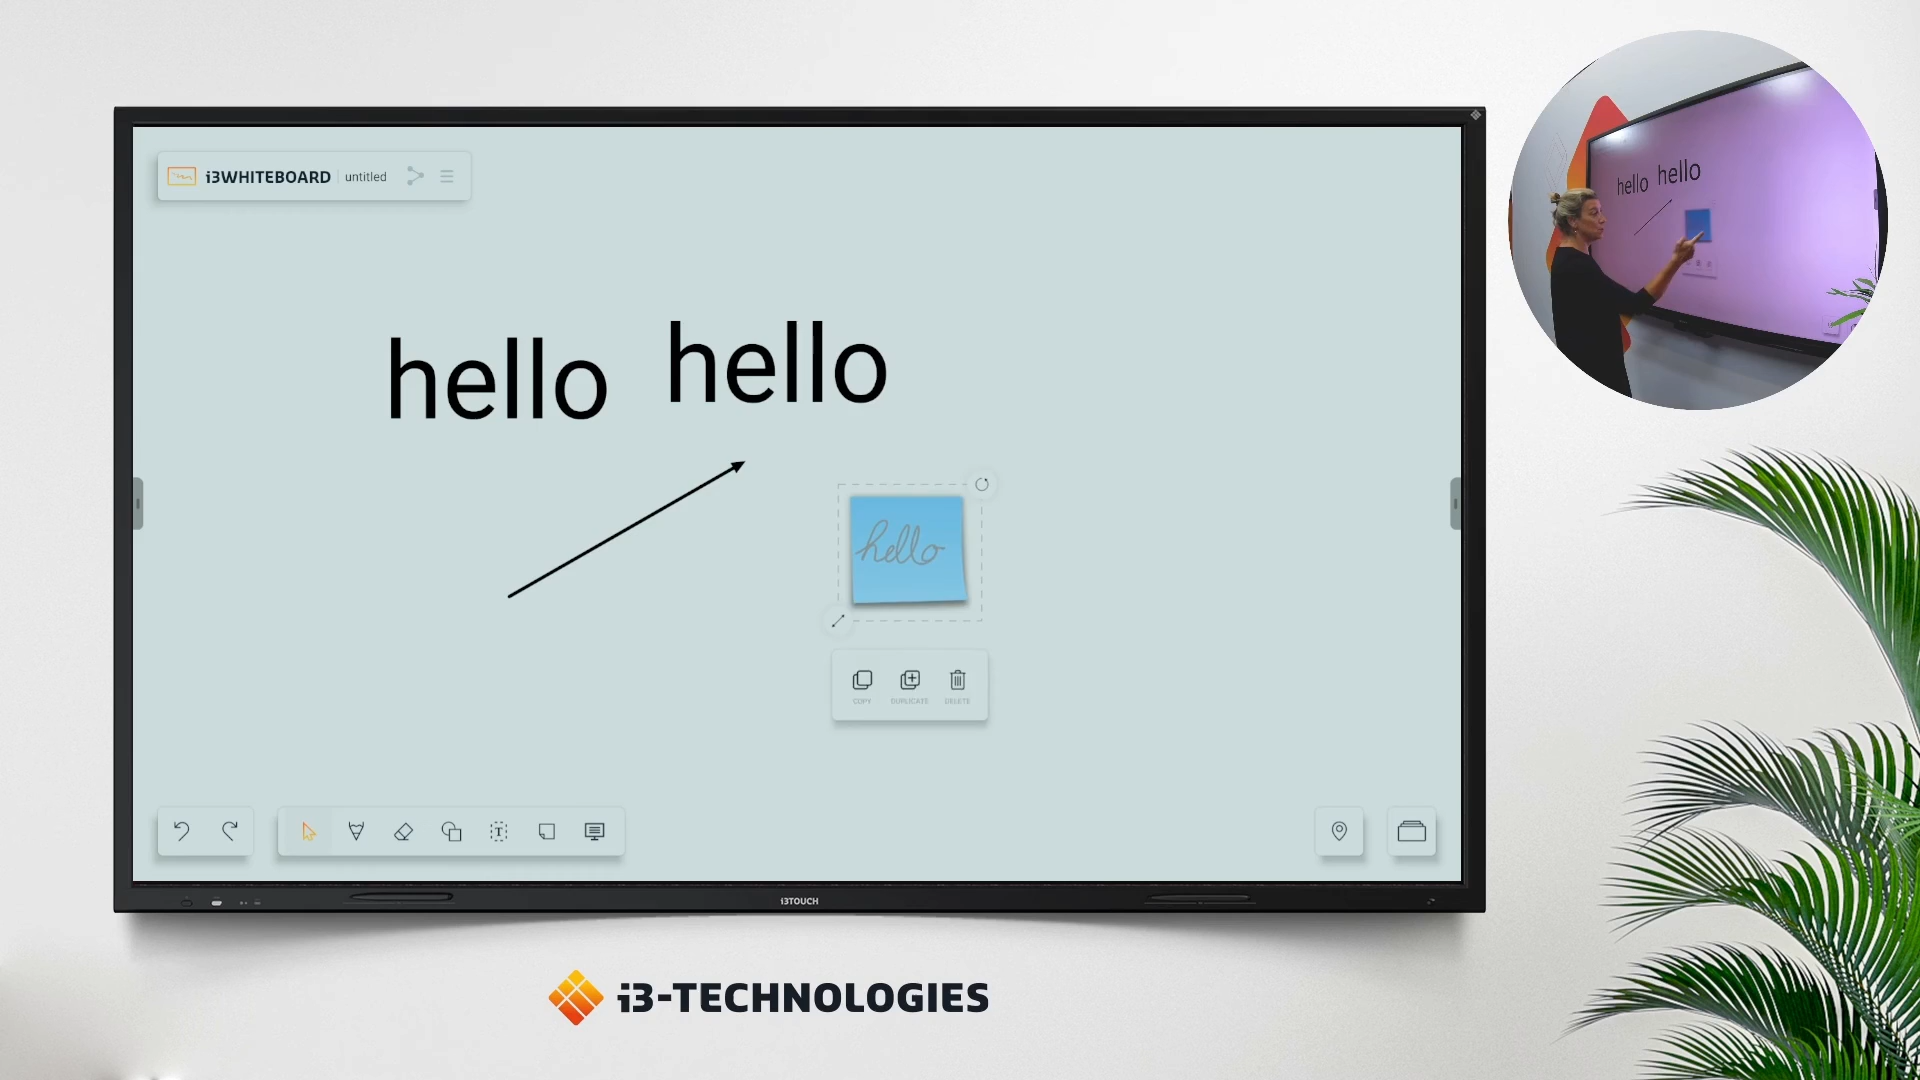 i3WHITEBOARD untitled
hello hello
hello
COPY DUPLICATE DELETE
T
i3TOUCH
i3-TECHNOLOGIES
hello hello